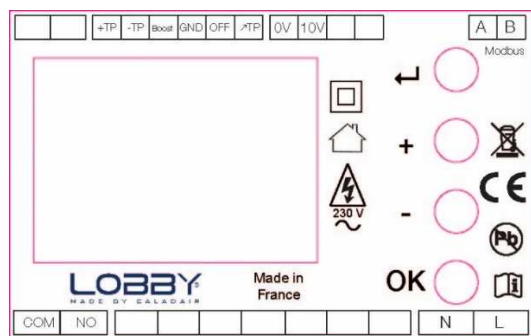 +TP -TP Boost GND OFF ↗TP 0V 10V A B
Modbus
+
230 V
-
CE
Pb
LOBBY
MADE BY CALADAIR
Made in
France
OK
i
COM NO N L